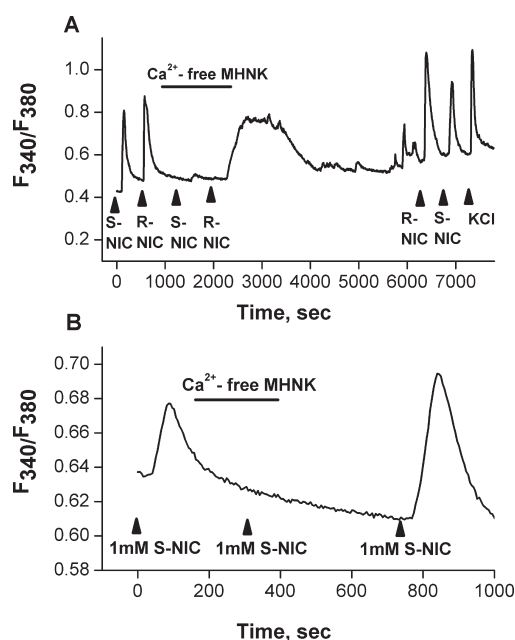 A
Ca²⁺- free MHNK
F340/F380
1.0
0.8
0.6
0.4
0.2
S- R- S- R- R- S- KCl
NIC NIC NIC NIC NIC NIC
0 1000 2000 3000 4000 5000 6000 7000
Time, sec
B
Ca²⁺- free MHNK
F340/F380
0.70
0.68
0.66
0.64
0.62
0.60
0.58
1mM S-NIC 1mM S-NIC 1mM S-NIC
0 200 400 600 800 1000
Time, sec